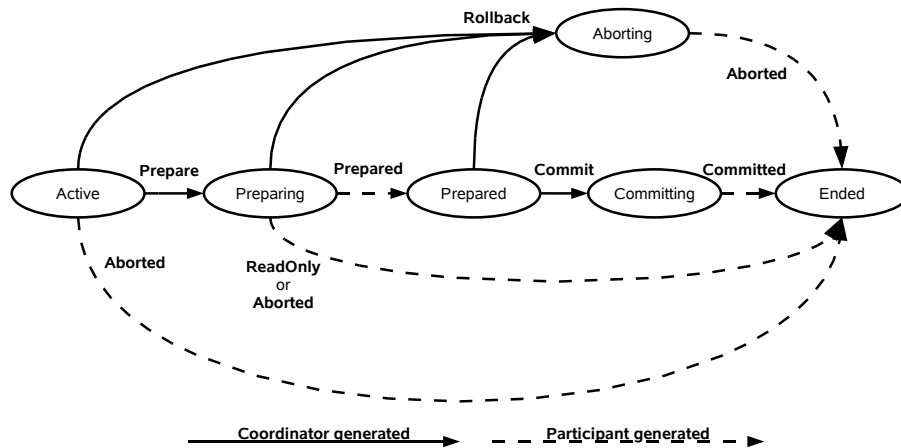 Rollback
Aborting
Aborted
Prepare
Prepared
Commit
Committed
Active
Preparing
Prepared
Committing
Ended
Aborted
ReadOnly
or
Aborted
Coordinator generated
Participant generated